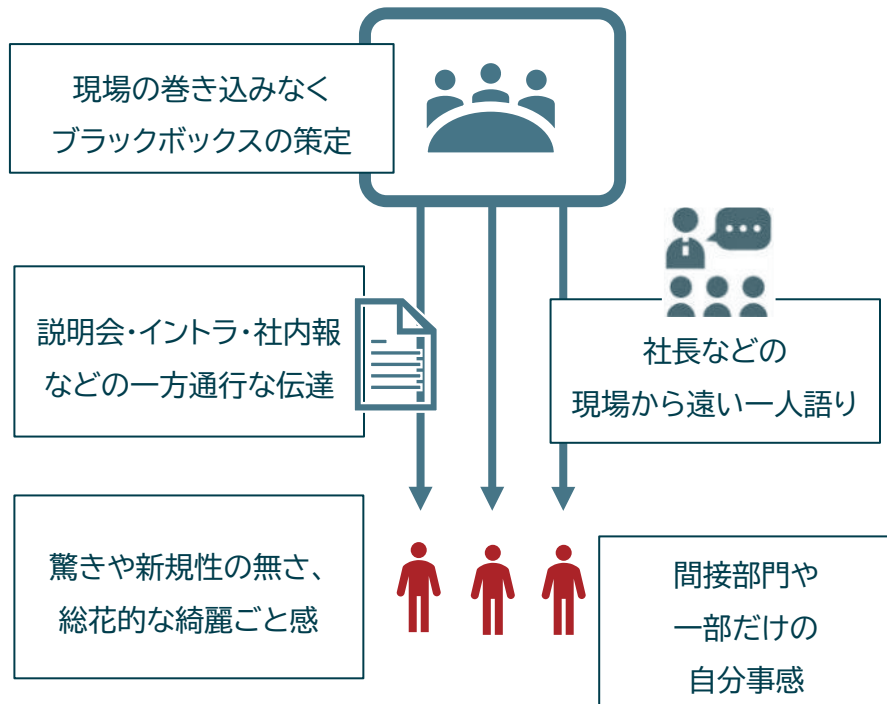 現場の巻き込みなく
ブラックボックスの策定
説明会・イントラ・社内報
などの一方通行な伝達
社長などの
現場から遠い一人語り
驚きや新規性の無さ、
総花的な綺麗ごと感
間接部門や
一部だけの
自分事感